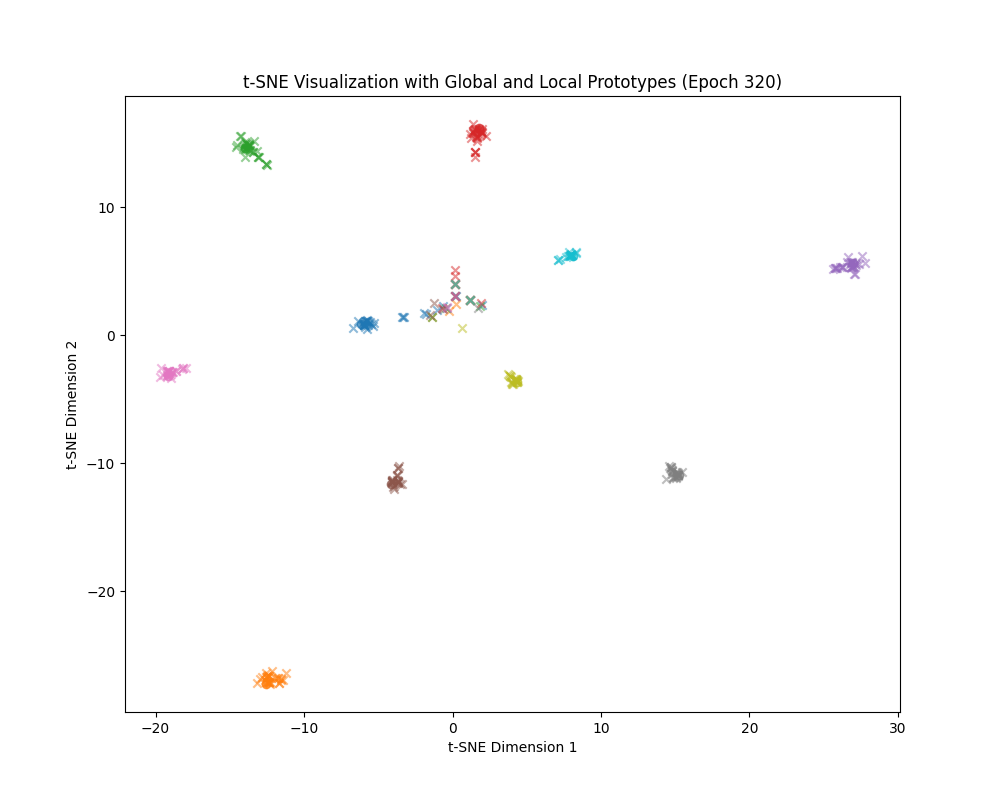 t-SNE Visualization with Global and Local Prototypes (Epoch 320)
10
0
−10
−20
t-SNE Dimension 2
−20 −10 0 10 20 30
t-SNE Dimension 1